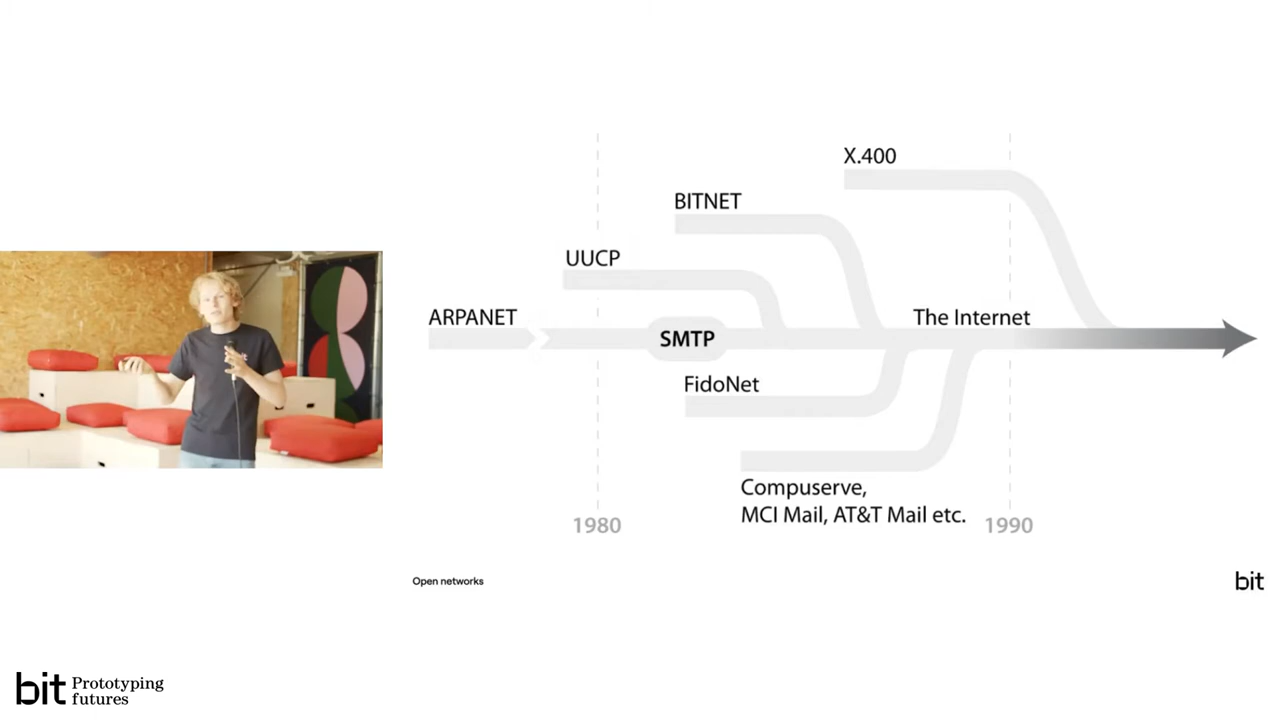 X.400
BITNET
UUCP
ARPANET
SMTP
The Internet
FidoNet
Compuserve,
MCI Mail, AT&T Mail etc.
1980
1990
Open networks
bit
bit Prototyping
futures